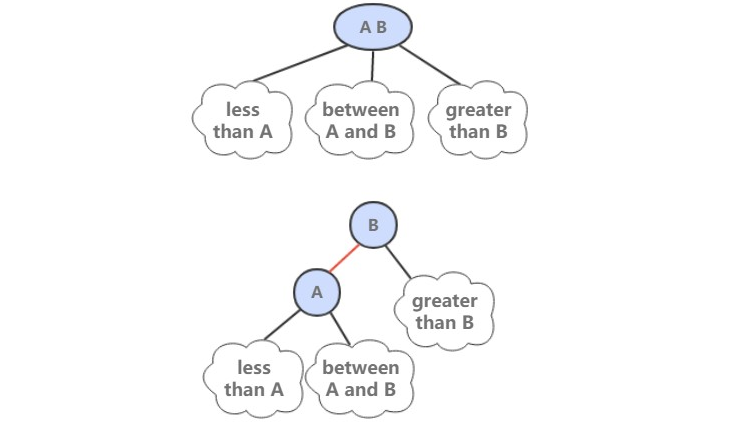 A B
less
than A
between
A and B
greater
than B
B
A
greater
than B
less
than A
between
A and B